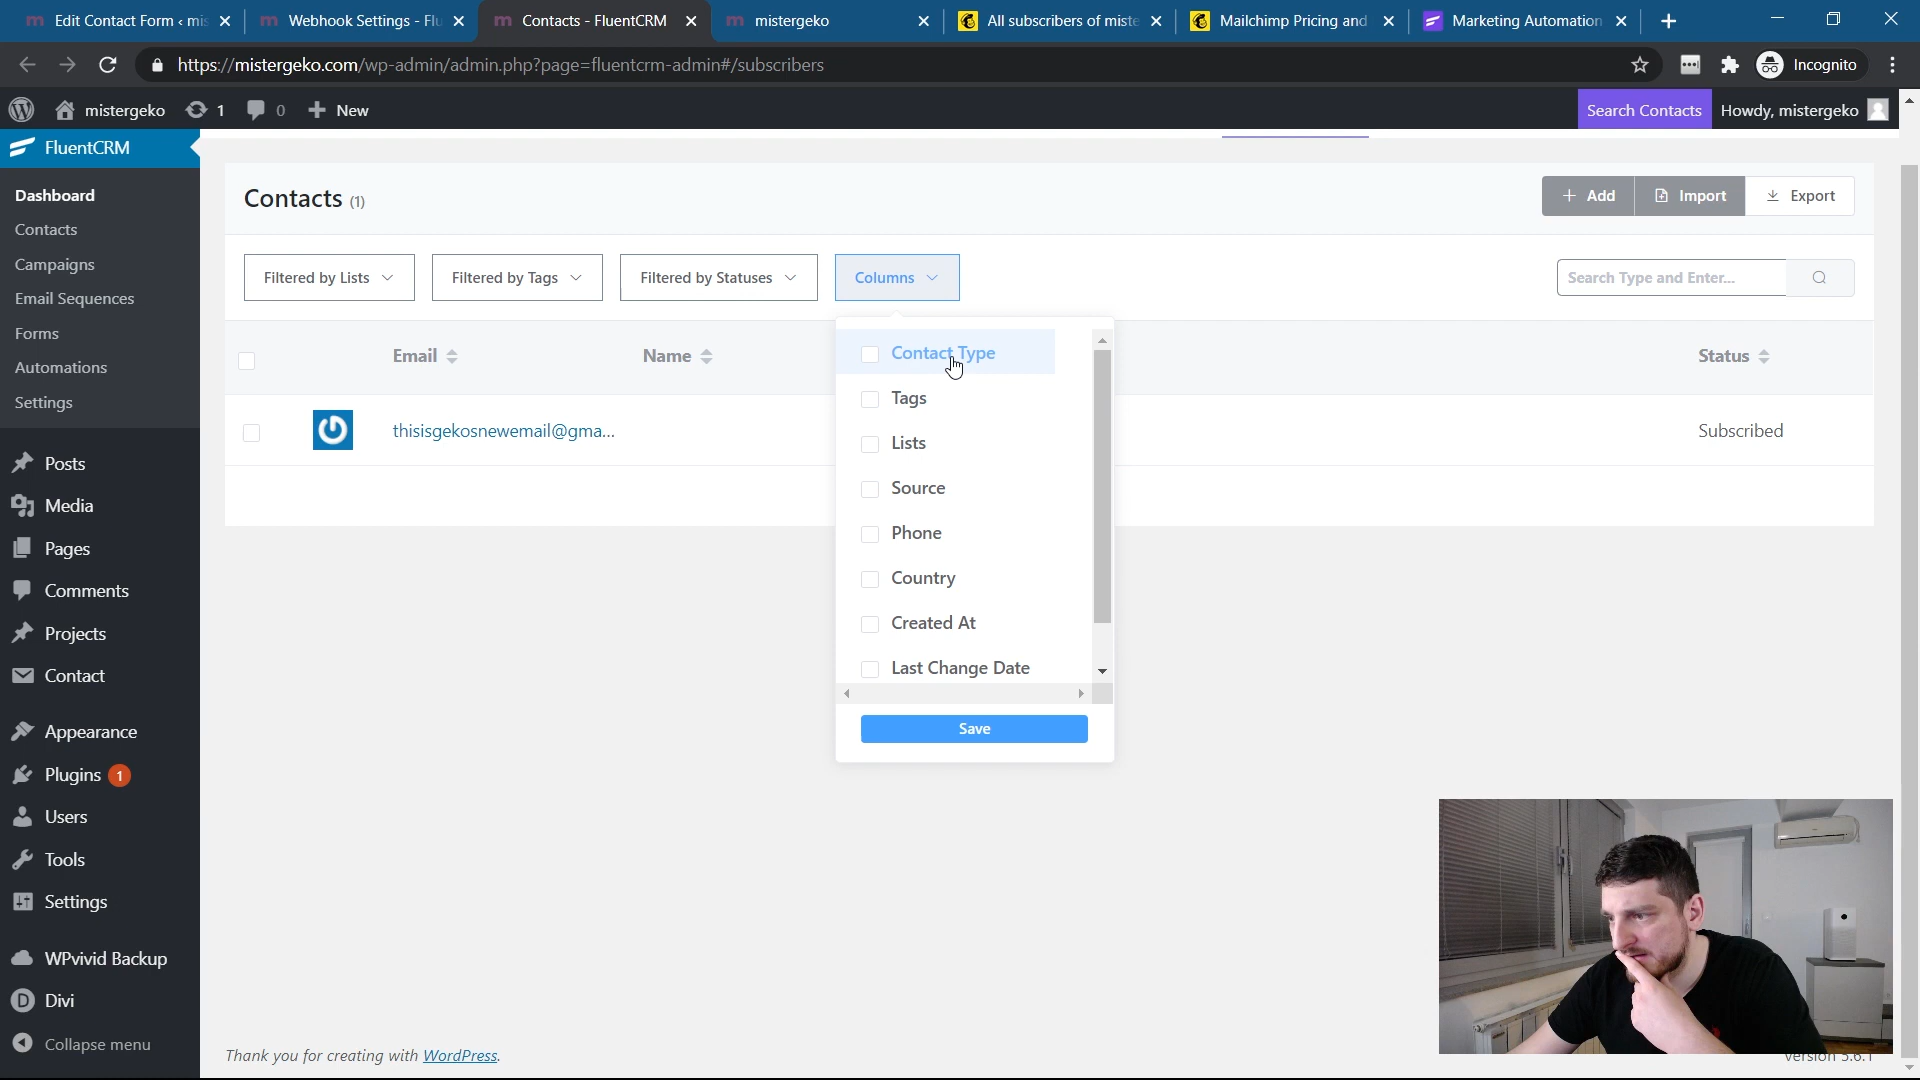 Edit Contact Form ‹ mis
Webhook Settings - Flu
Contacts - FluentCRM
mistergeko
All subscribers of miste
Mailchimp Pricing and
Marketing Automation
https://mistergeko.com/wp-admin/admin.php?page=fluentcrm-admin#/subscribers
Incognito
mistergeko
1
0
New
Search Contacts
Howdy, mistergeko
FluentCRM
Dashboard
Contacts
Campaigns
Email Sequences
Forms
Automations
Settings
Posts
Media
Pages
Comments
Projects
Contact
Appearance
Plugins 1
Users
Tools
Settings
WPvivid Backup
Divi
Collapse menu
Contacts (1)
Add
Import
Export
Filtered by Lists
Filtered by Tags
Filtered by Statuses
Columns
Search Type and Enter...
Email
Name
Status
thisisgekosnewemail@gma...
Subscribed
Contact Type
Tags
Lists
Source
Phone
Country
Created At
Last Change Date
Save
Thank you for creating with WordPress.
Version 5.6.1